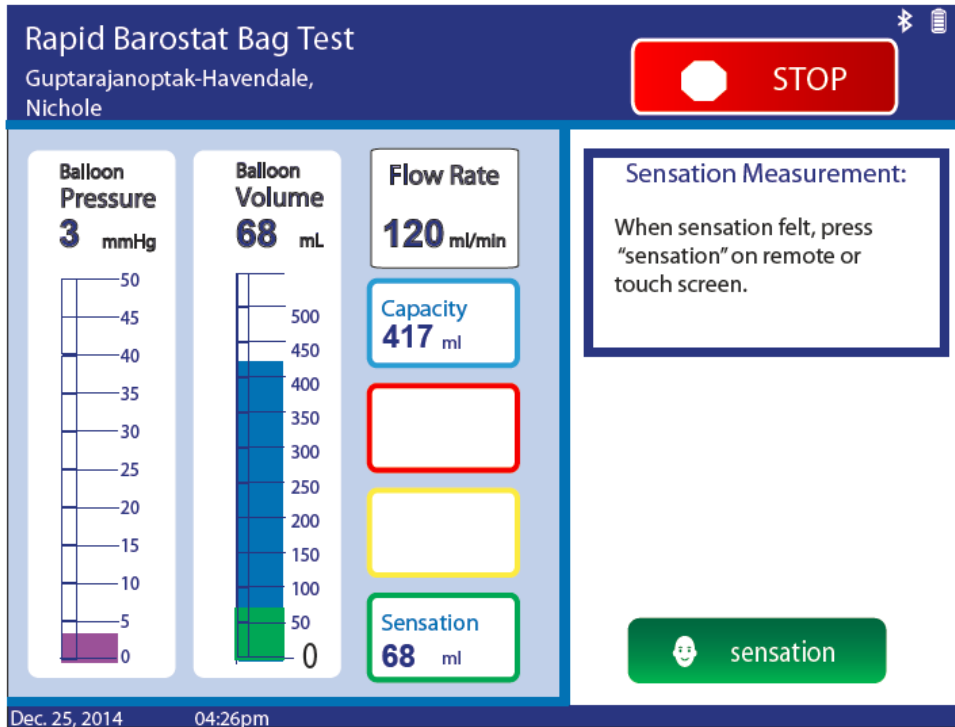 Rapid Barostat Bag Test
Guptarajanoptak-Havendale,
Nichole
STOP
Balloon
Pressure
3 mmHg
50
45
40
35
30
25
20
15
10
5
0
Balloon
Volume
68 mL
500
450
400
350
300
250
200
150
100
50
0
Flow Rate
120 ml/min
Capacity
417 ml
Sensation
68 ml
Sensation Measurement:
When sensation felt, press
“sensation” on remote or
touch screen.
sensation
Dec. 25, 2014 04:26pm